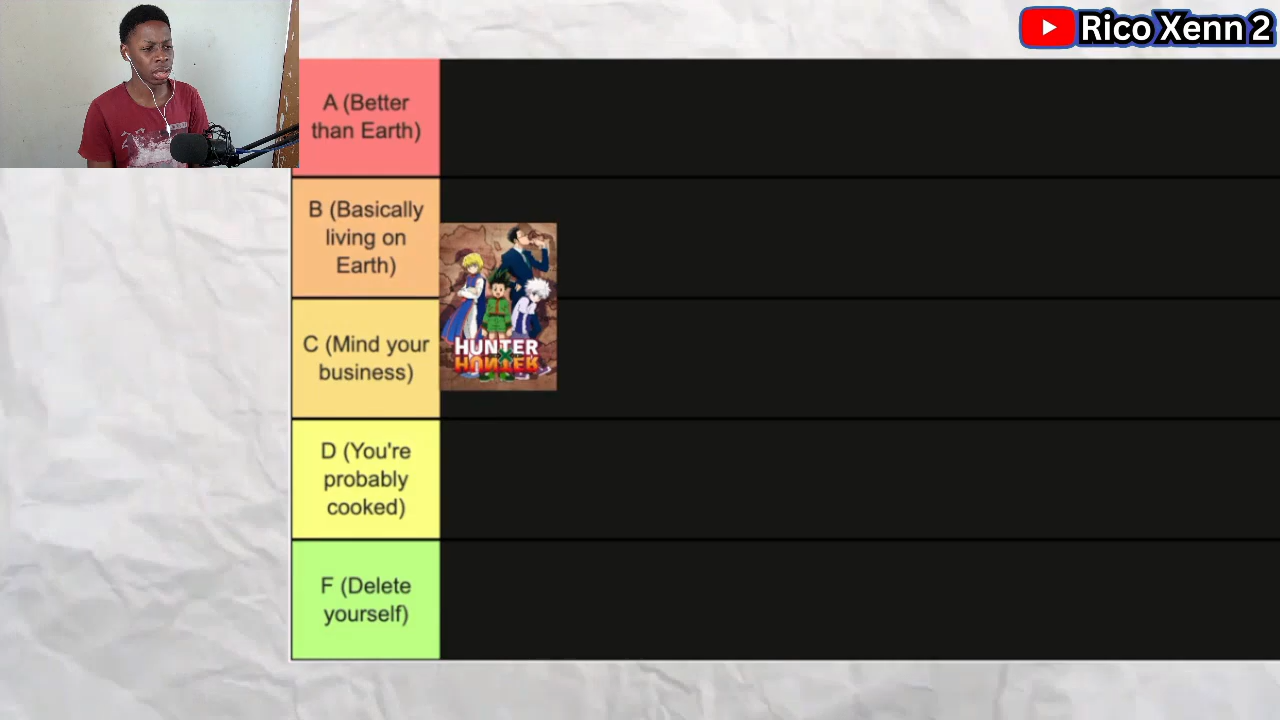 Rico Xenn 2
A (Better
than Earth)
B (Basically
living on
Earth)
C (Mind your
business)
HUNTER
HUNTER
D (You're
probably
cooked)
F (Delete
yourself)